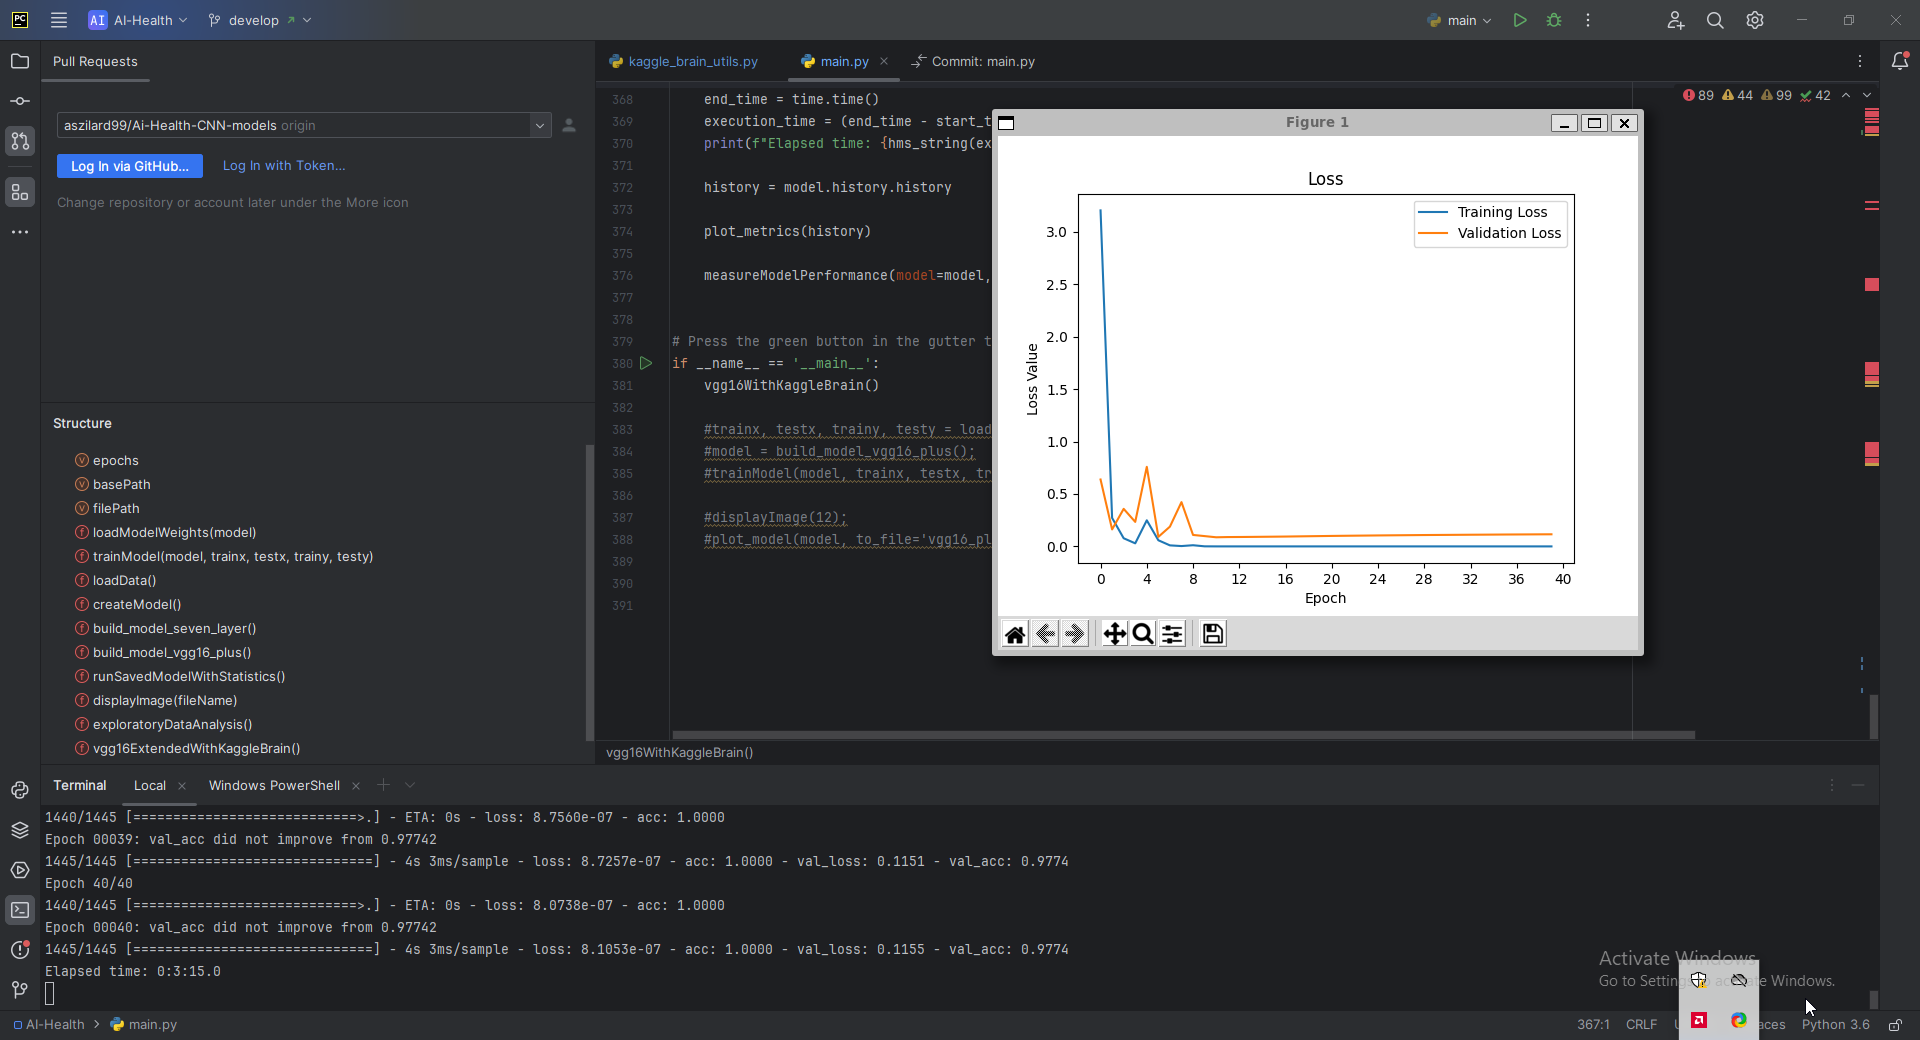 PC
AI AI-Health
develop
main
Pull Requests
kaggle_brain_utils.py
main.py
Commit: main.py
aszilard99/Ai-Health-CNN-models origin
Log In via GitHub...
Log In with Token...
Change repository or account later under the More icon
89 44 99 42
368 end_time = time.time()
369 execution_time = (end_time - start_t
370 print(f"Elapsed time: {hms_string(ex
371
372 history = model.history.history
373
374 plot_metrics(history)
375
376 measureModelPerformance(model=model,
377
378
379 # Press the green button in the gutter t
380 if __name__ == '__main__':
381 vgg16WithKaggleBrain()
382
383 #trainx, testx, trainy, testy = load
384 #model = build_model_vgg16_plus();
385 #trainModel(model, trainx, testx, tr
386
387 #displayImage(12);
388 #plot_model(model, to_file='vgg16_pl
389
390
391
Figure 1
Loss
Training Loss
Validation Loss
Loss Value
3.0
2.5
2.0
1.5
1.0
0.5
0.0
0 4 8 12 16 20 24 28 32 36 40
Epoch
Structure
epochs
basePath
filePath
loadModelWeights(model)
trainModel(model, trainx, testx, trainy, testy)
loadData()
createModel()
build_model_seven_layer()
build_model_vgg16_plus()
runSavedModelWithStatistics()
displayImage(fileName)
exploratoryDataAnalysis()
vgg16ExtendedWithKaggleBrain()
vgg16WithKaggleBrain()
Terminal
Local
Windows PowerShell
1440/1445 [============================>.] - ETA: 0s - loss: 8.7560e-07 - acc: 1.0000
Epoch 00039: val_acc did not improve from 0.97742
1445/1445 [==============================] - 4s 3ms/sample - loss: 8.7257e-07 - acc: 1.0000 - val_loss: 0.1151 - val_acc: 0.9774
Epoch 40/40
1440/1445 [============================>.] - ETA: 0s - loss: 8.0738e-07 - acc: 1.0000
Epoch 00040: val_acc did not improve from 0.97742
1445/1445 [==============================] - 4s 3ms/sample - loss: 8.1053e-07 - acc: 1.0000 - val_loss: 0.1155 - val_acc: 0.9774
Elapsed time: 0:3:15.0
Activate Windows
Go to Settings to activate Windows.
AI-Health
main.py
367:1
CRLF
Python 3.6